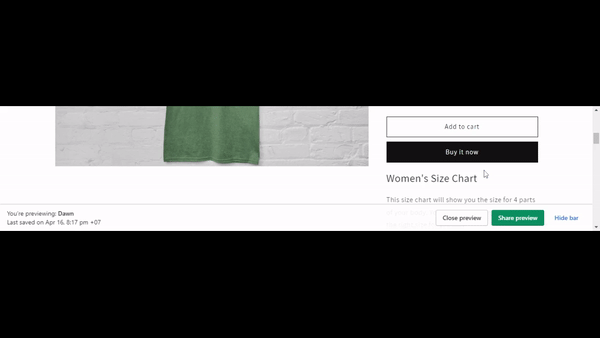 Add to cart
Buy it now
Women's Size Chart
This size chart will show you the size for 4 parts
You're previewing: Dawn
Last saved on Apr 16, 8:17 pm +07
Close preview
Share preview
Hide bar